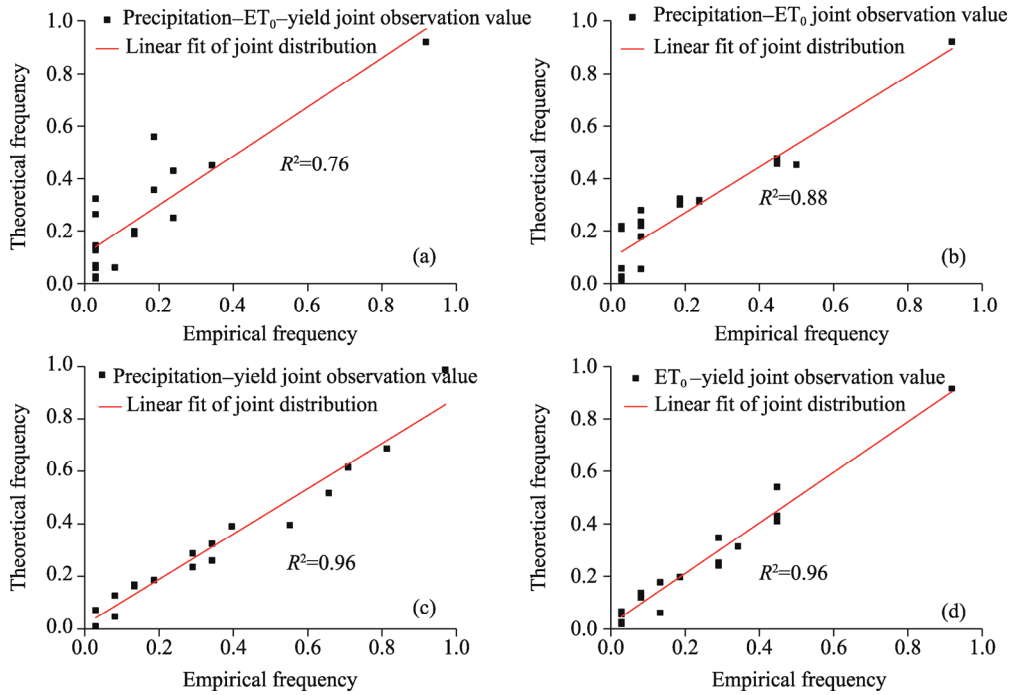 Precipitation–ET₀–yield joint observation value
Linear fit of joint distribution
Theoretical frequency
1.0
0.8
0.6
0.4
0.2
0.0
R²=0.76
(a)
0.0 0.2 0.4 0.6 0.8 1.0
Empirical frequency
Precipitation–ET₀ joint observation value
Linear fit of joint distribution
Theoretical frequency
1.0
0.8
0.6
0.4
0.2
0.0
R²=0.88
(b)
0.0 0.2 0.4 0.6 0.8 1.0
Empirical frequency
Precipitation–yield joint observation value
Linear fit of joint distribution
Theoretical frequency
1.0
0.8
0.6
0.4
0.2
0.0
R²=0.96
(c)
0.0 0.2 0.4 0.6 0.8 1.0
Empirical frequency
ET₀–yield joint observation value
Linear fit of joint distribution
Theoretical frequency
1.0
0.8
0.6
0.4
0.2
0.0
R²=0.96
(d)
0.0 0.2 0.4 0.6 0.8 1.0
Empirical frequency